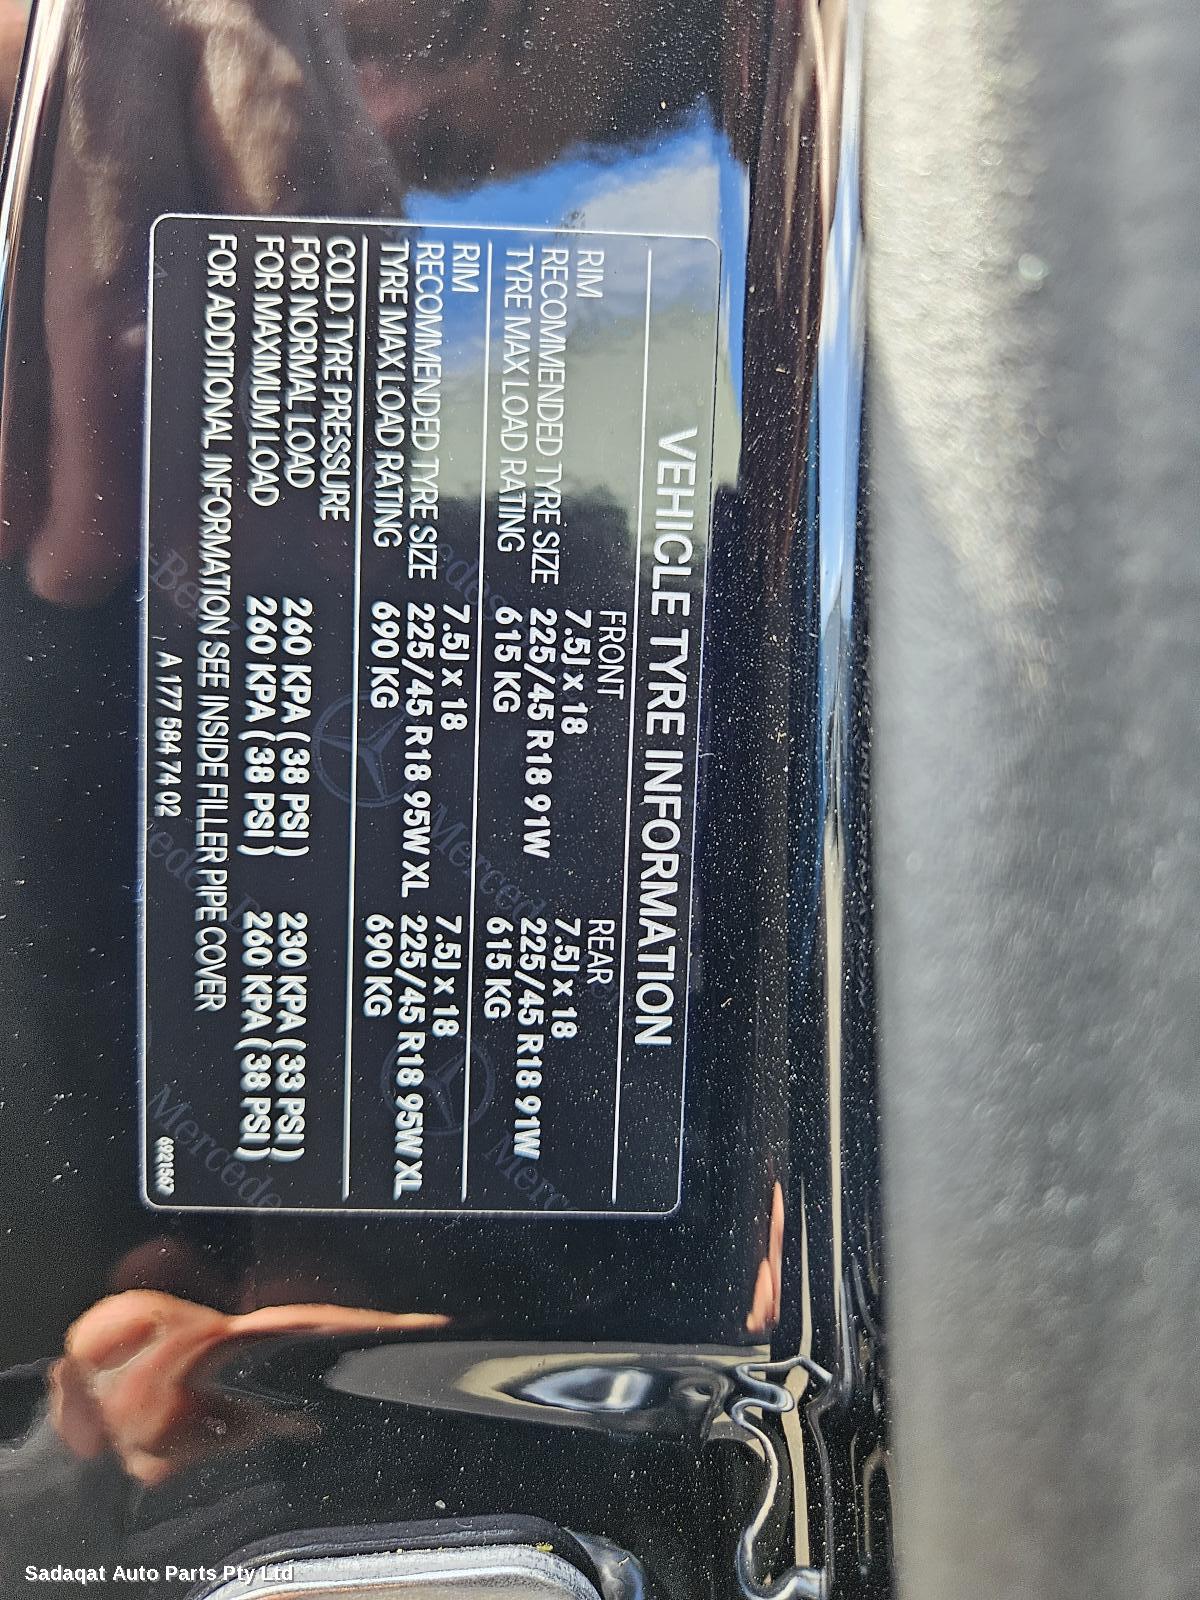 VEHICLE TYRE INFORMATION
FRONT REAR
RIM 7.5J x 18 7.5J x 18
RECOMMENDED TYRE SIZE 225/45 R18 91W 225/45 R18 91W
TYRE MAX LOAD RATING 615 KG 615 KG
RIM 7.5J x 18 7.5J x 18
RECOMMENDED TYRE SIZE 225/45 R18 95W XL 225/45 R18 95W XL
TYRE MAX LOAD RATING 690 KG 690 KG
COLD TYRE PRESSURE
FOR NORMAL LOAD 260 KPA ( 38 PSI ) 230 KPA ( 33 PSI )
FOR MAXIMUM LOAD 260 KPA ( 38 PSI ) 260 KPA ( 38 PSI )
FOR ADDITIONAL INFORMATION SEE INSIDE FILLER PIPE COVER
A 177 584 74 02
6921567
Sadaqat Auto Parts Pty Ltd